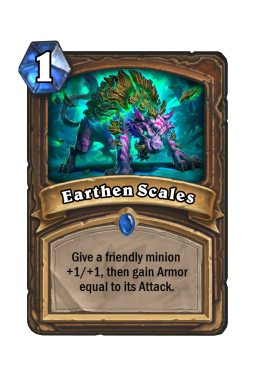 1
Earthen Scales
Give a friendly minion
+1/+1, then gain Armor
equal to its Attack.